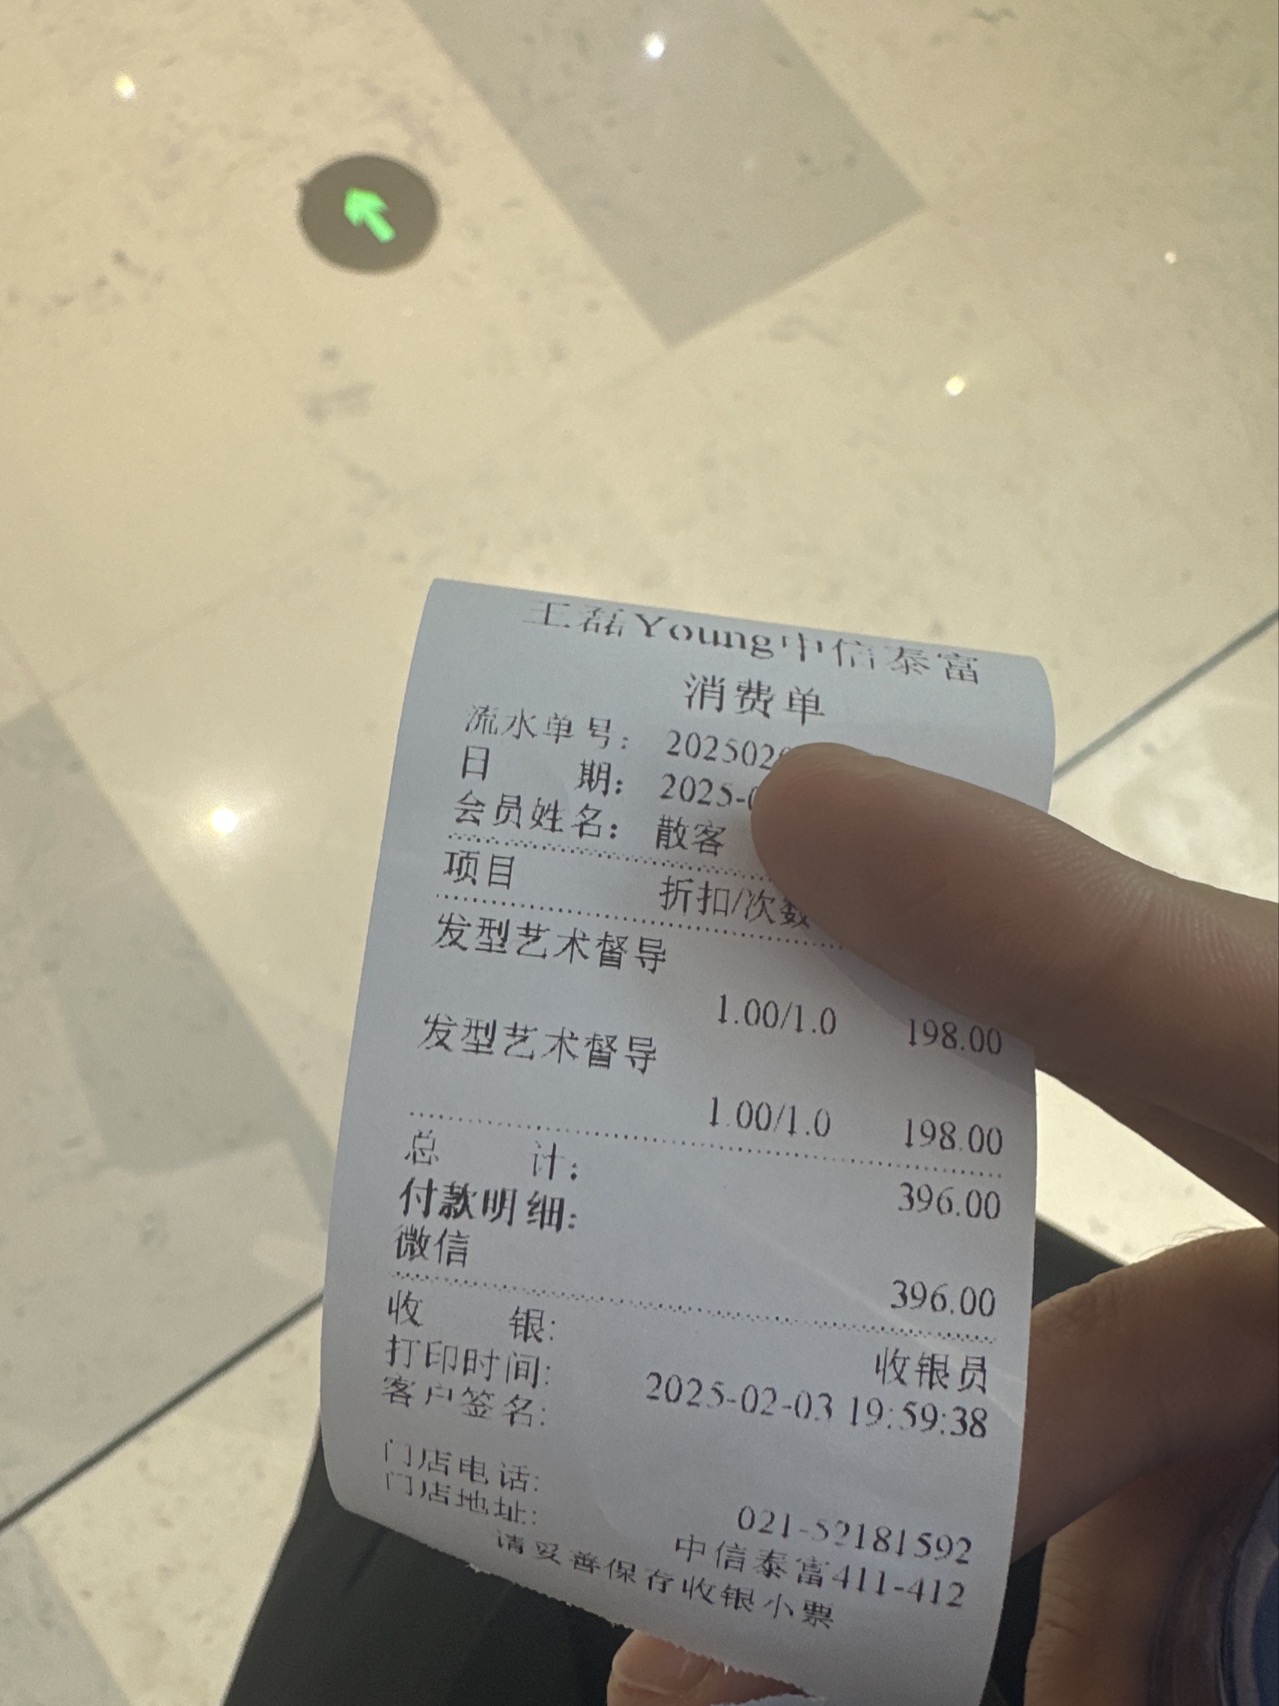 王磊Young中信泰富
消费单
流水单号: 202502
日 期: 2025-
会员姓名: 散客
项目 折扣/次数
发型艺术督导
1.00/1.0 198.00
发型艺术督导
1.00/1.0 198.00
总 计: 396.00
付款明细:
微信 396.00
收 银: 收银员
打印时间: 2025-02-03 19:59:38
客户签名:
门店电话: 021-52181592
门店地址: 中信泰富411-412
请妥善保存收银小票